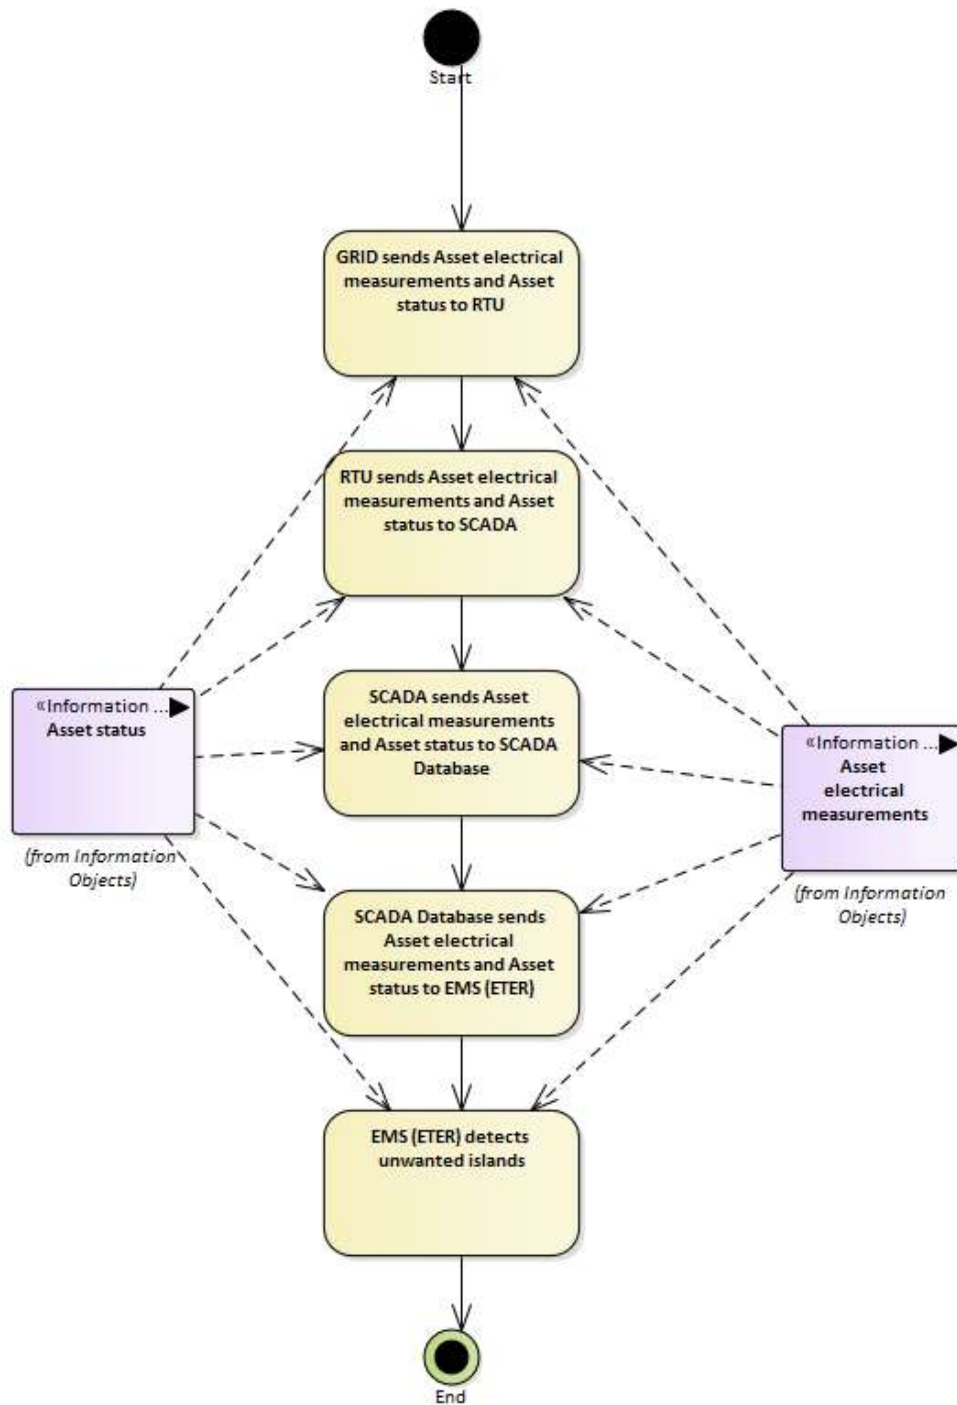 Start
GRID sends Asset electrical
measurements and Asset
status to RTU
RTU sends Asset electrical
measurements and Asset
status to SCADA
SCADA sends Asset
electrical measurements
and Asset status to SCADA
Database
«Information ...
Asset status
(from Information
Objects)
«Information ...
Asset
electrical
measurements
(from Information
Objects)
SCADA Database sends
Asset electrical
measurements and Asset
status to EMS (ETER)
EMS (ETER) detects
unwanted islands
End